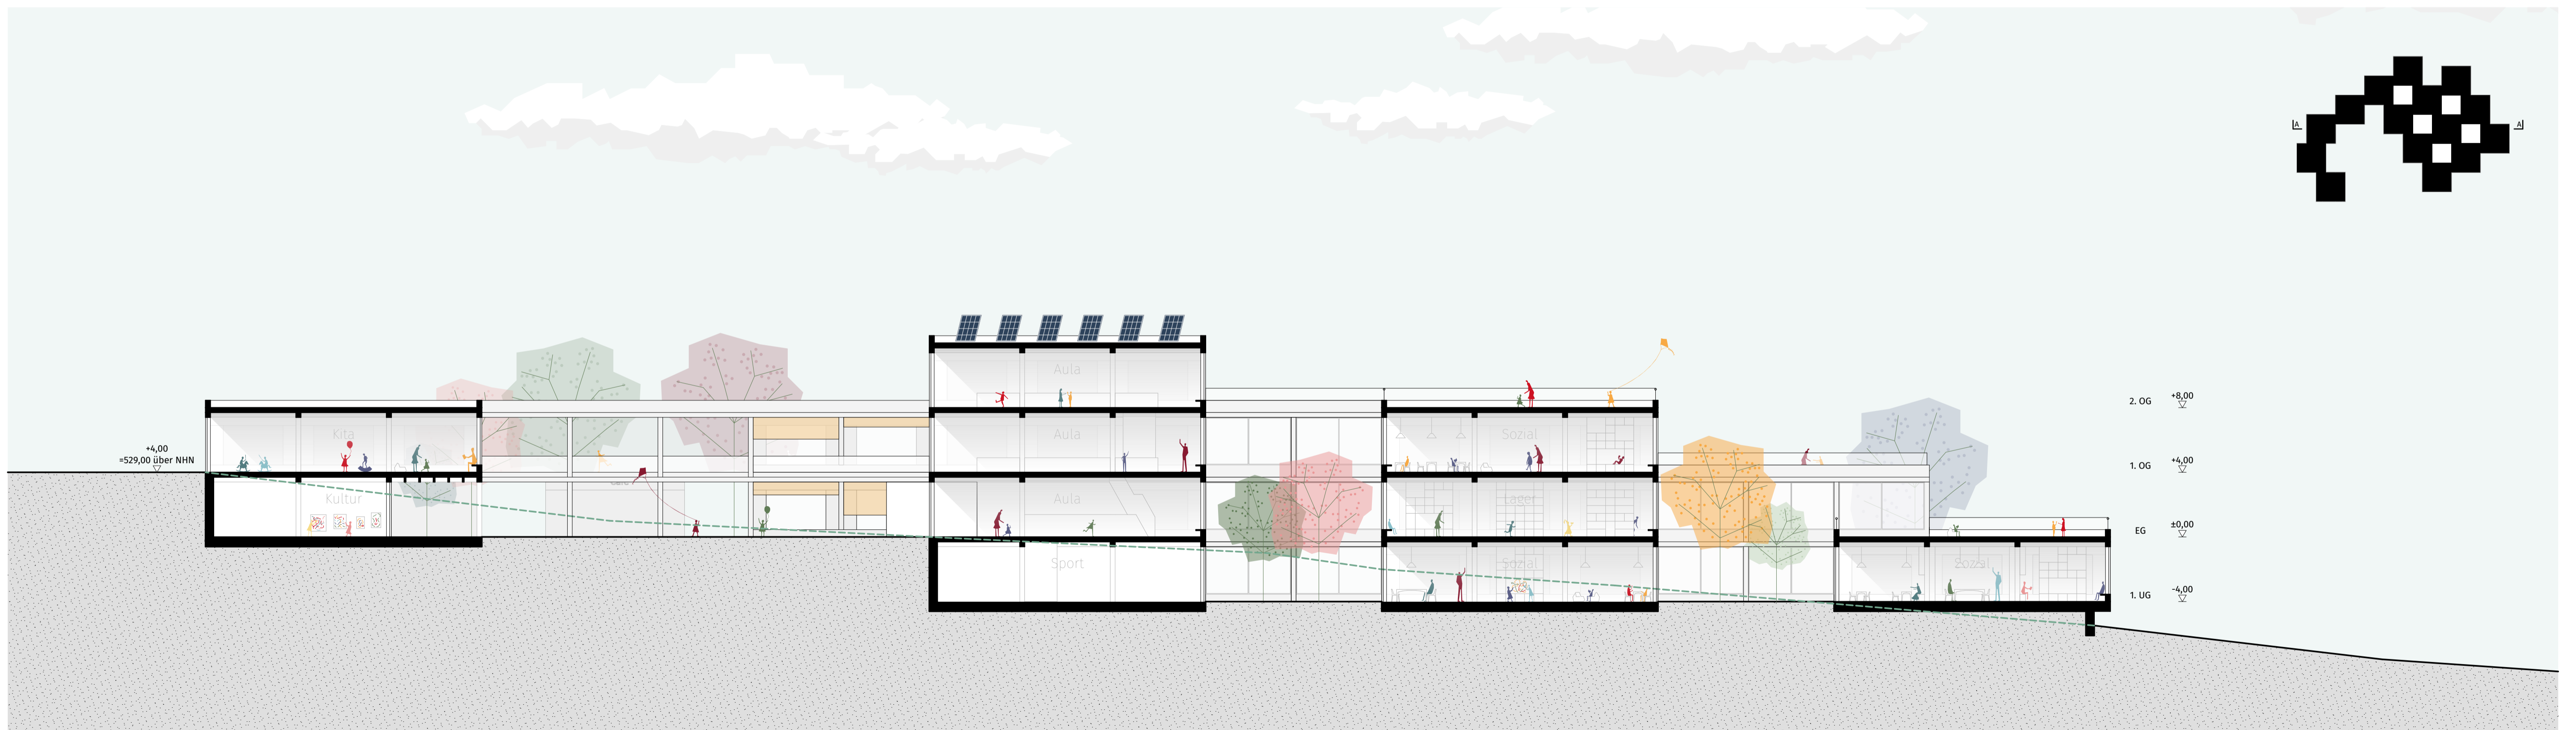 A
A
Aula
2. OG
+8,00
Kita
Aula
Sozial
+4,00
=529,00 über NHN
1. OG
+4,00
Kultur
Aula
Lager
EG
±0,00
Sport
Sozial
Sozial
1. UG
-4,00